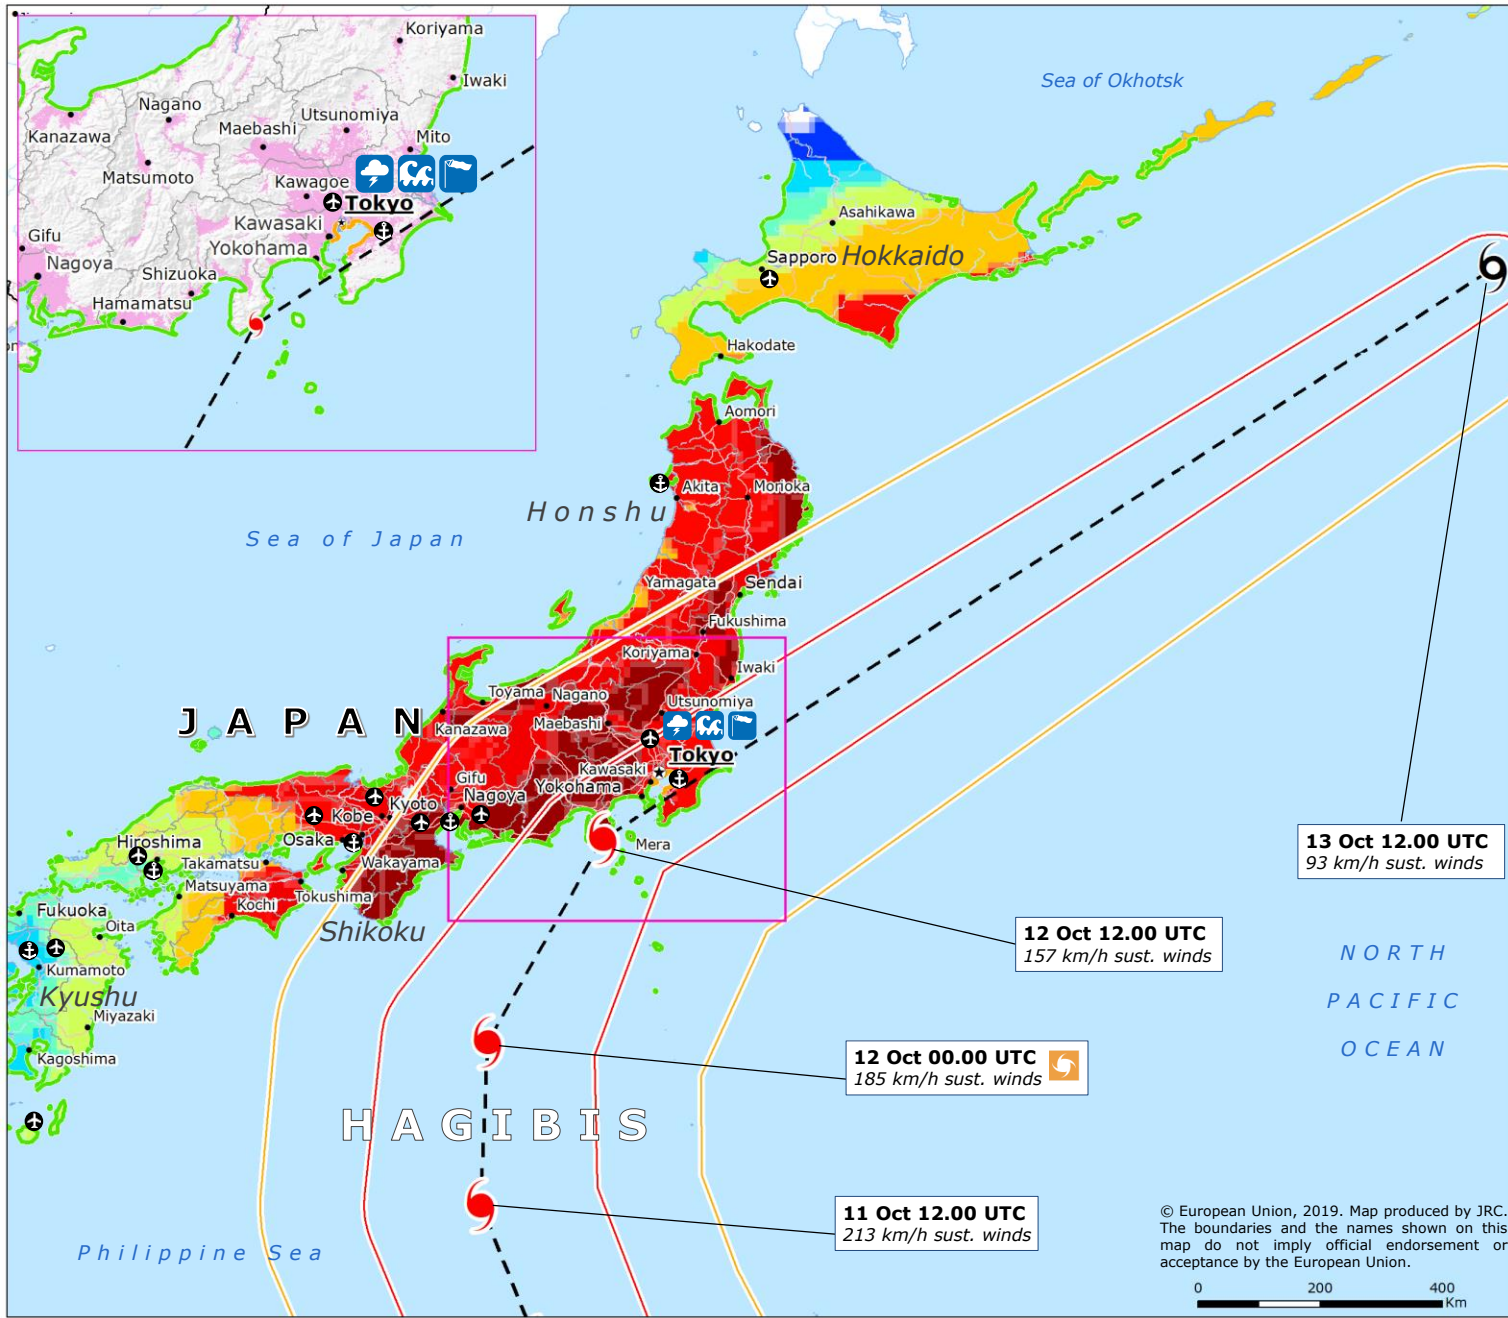 Koriyama
Iwaki
Nagano
Utsunomiya
Kanazawa
Maebashi
Mito
Matsumoto
Kawagoe
Tokyo
Kawasaki
Gifu
Yokohama
Nagoya
Shizuoka
Hamamatsu
Sea of Okhotsk
Asahikawa
Sapporo
Hokkaido
Hakodate
Aomori
Akita
Morioka
Honshu
Sea of Japan
Yamagata
Sendai
Fukushima
Koriyama
Iwaki
Toyama
Nagano
Utsunomiya
JAPAN
Kanazawa
Maebashi
Tokyo
Gifu
Kawasaki
Nagoya
Yokohama
Kobe
Kyoto
Hiroshima
Osaka
Mera
Takamatsu
Wakayama
Matsuyama
Tokushima
Kochi
Fukuoka
Oita
Shikoku
Kumamoto
Kyushu
Miyazaki
Kagoshima
13 Oct 12.00 UTC
93 km/h sust. winds
12 Oct 12.00 UTC
157 km/h sust. winds
NORTH
PACIFIC
OCEAN
12 Oct 00.00 UTC
185 km/h sust. winds
HAGIBIS
11 Oct 12.00 UTC
213 km/h sust. winds
Philippine Sea
© European Union, 2019. Map produced by JRC.
The boundaries and the names shown on this
map do not imply official endorsement or
acceptance by the European Union.
0 200 400
Km